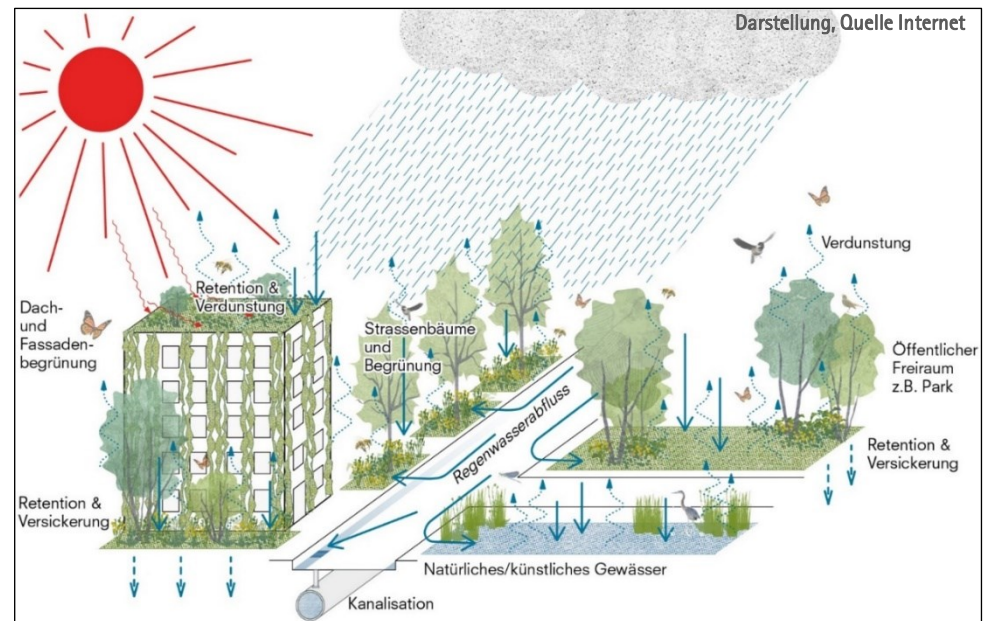 Darstellung, Quelle Internet
Verdunstung
Retention &
Verdunstung
Dach-
und
Fassaden-
begrünung
Strassenbäume
und
Begrünung
Öffentlicher
Freiraum
z.B. Park
Regenwasserabfluss
Retention &
Versickerung
Retention &
Versickerung
Natürliches/künstliches Gewässer
Kanalisation